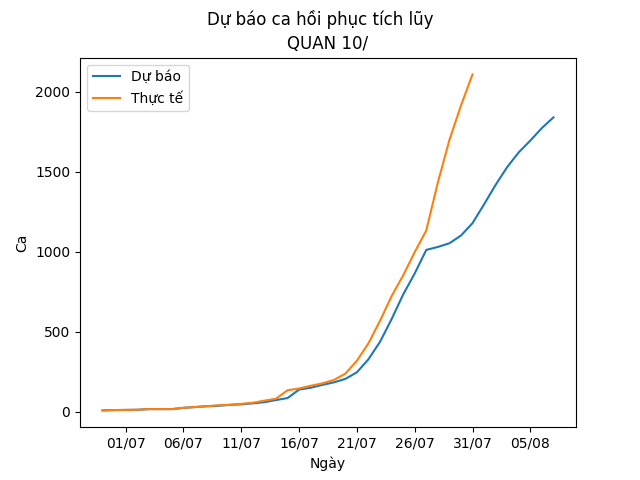 Dự báo ca hồi phục tích lũy
QUAN 10/
Dự báo
Thực tế
2000
1500
1000
500
0
Ca
01/07 06/07 11/07 16/07 21/07 26/07 31/07 05/08
Ngày